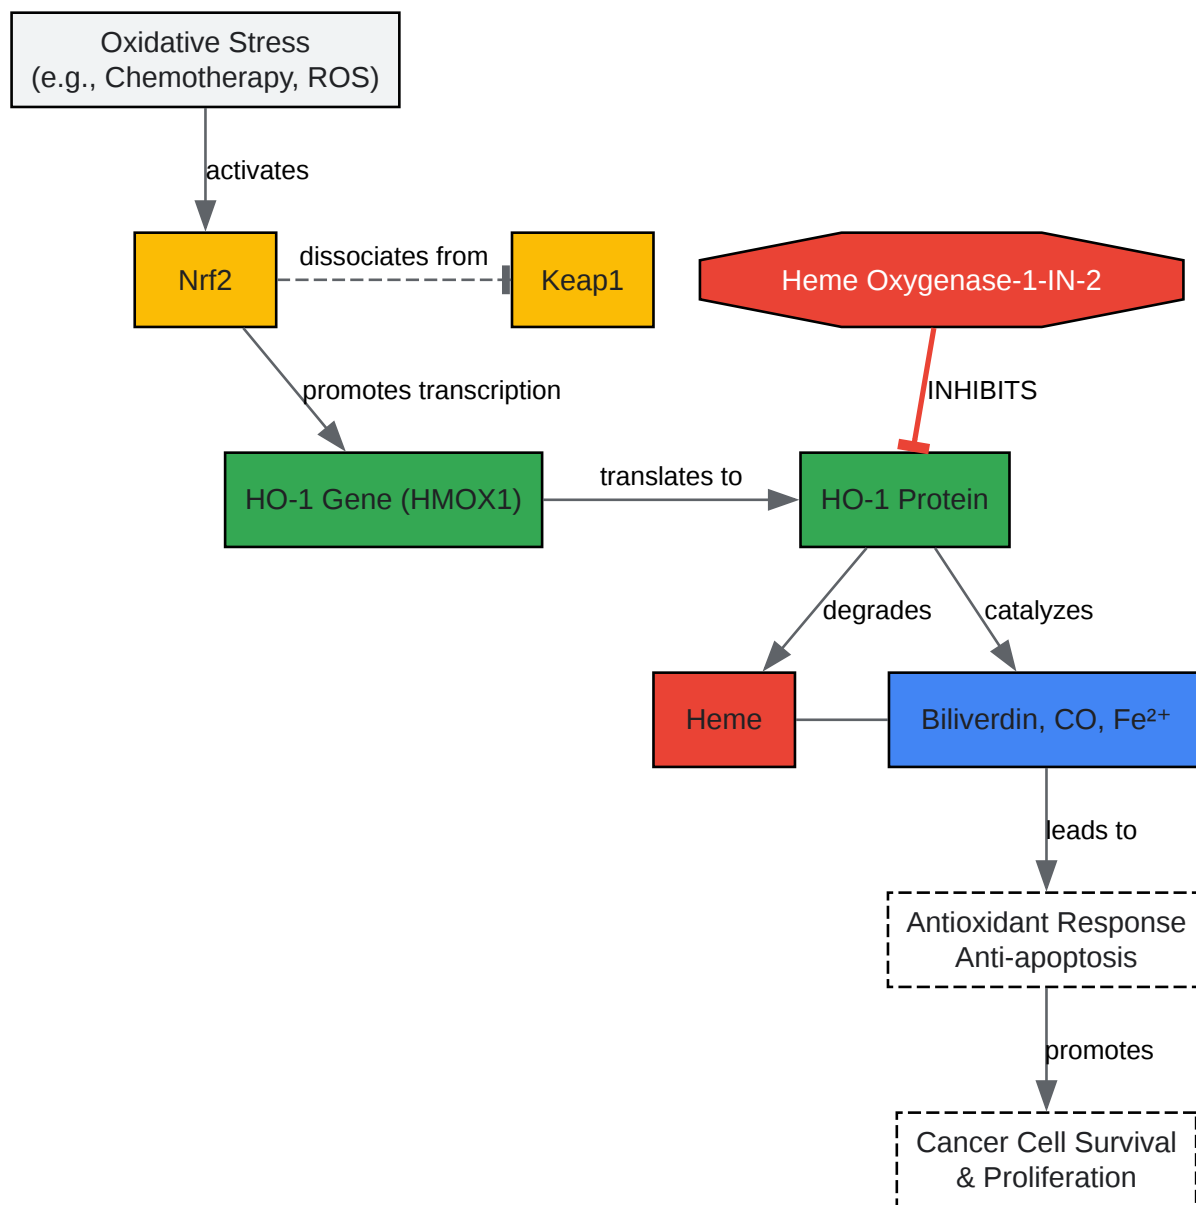 Oxidative Stress
(e.g., Chemotherapy, ROS)
activates
Nrf2
dissociates from
Keap1
Heme Oxygenase-1-IN-2
promotes transcription
INHIBITS
HO-1 Gene (HMOX1)
translates to
HO-1 Protein
degrades
catalyzes
Heme
Biliverdin, CO, Fe²⁺
leads to
Antioxidant Response
Anti-apoptosis
promotes
Cancer Cell Survival
& Proliferation